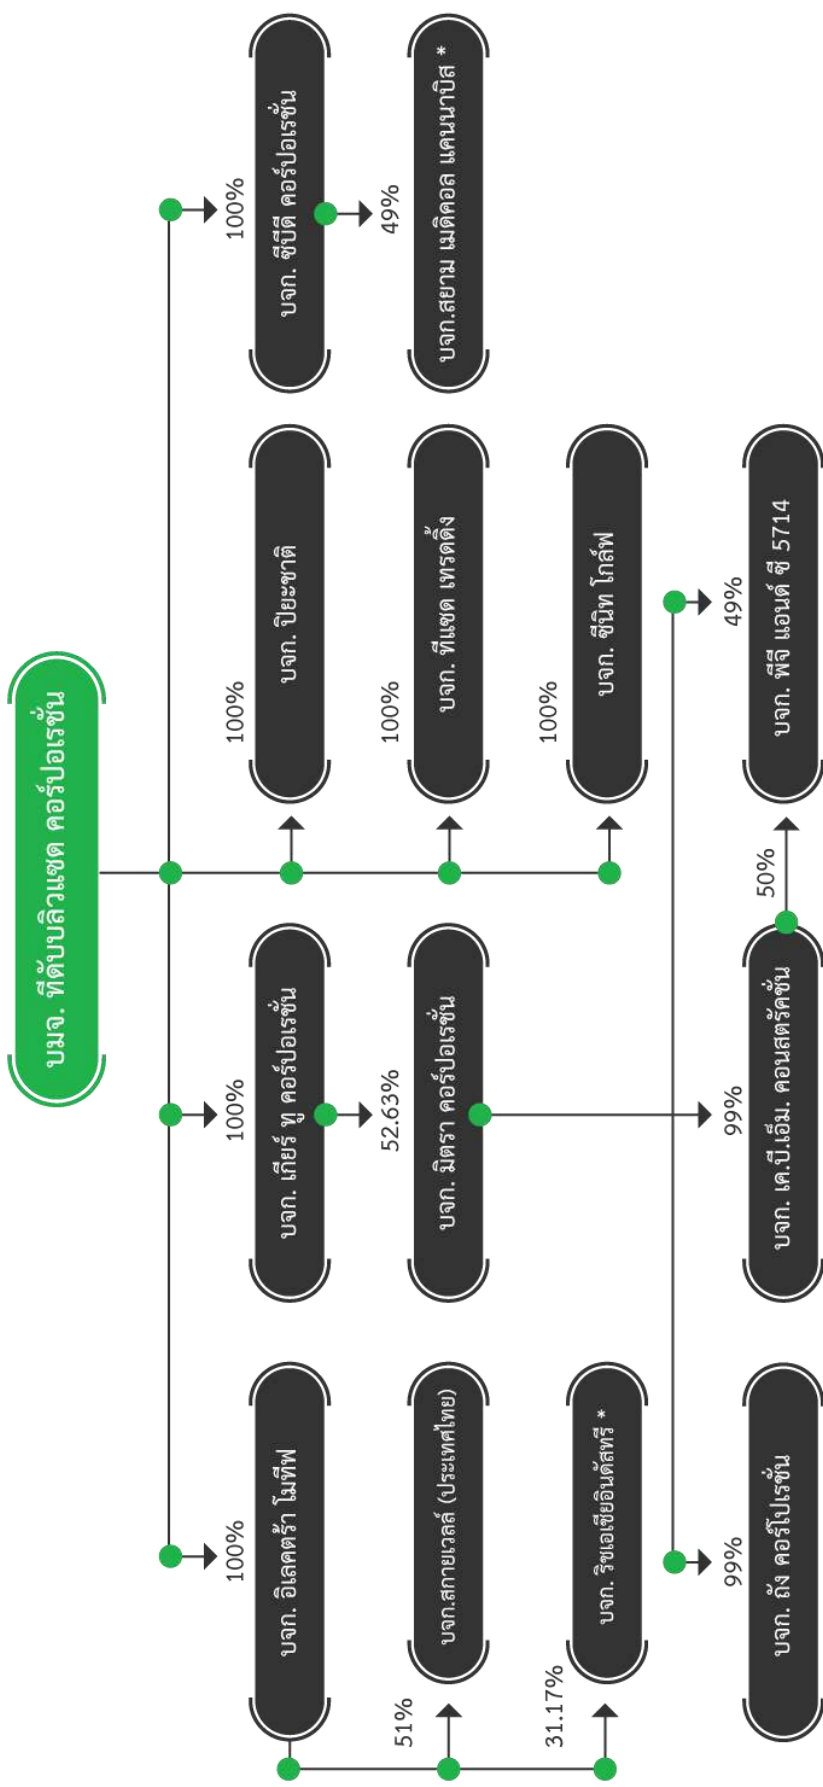 บมจ. ทีดับบลิวแซด คอร์ปอเรชั่น
100%
บจก. อิเลคตร้า โมทีฟ
100%
บจก. เกียร์ ทู คอร์ปอเรชั่น
100%
บจก. ปิยะชาติ
100%
บจก. ซีบีดี คอร์ปอเรชั่น
51%
บจก.สกายเวลล์ (ประเทศไทย)
52.63%
บจก. มิตรา คอร์ปอเรชั่น
100%
บจก. ทีแซด เทรดดิ้ง
49%
บจก.สยาม เมดิคอล แคนนาบิส *
31.17%
บจก. ริชเอเชียอินดัสทรี *
100%
บจก. ซีนิท โกล์ฟ
99%
บจก. ถัง คอร์โปเรชั่น
99%
บจก. เค.บี.เอ็ม. คอนสตรัคชั่น
50%
49%
บจก. พีจี แอนด์ ซี 5714